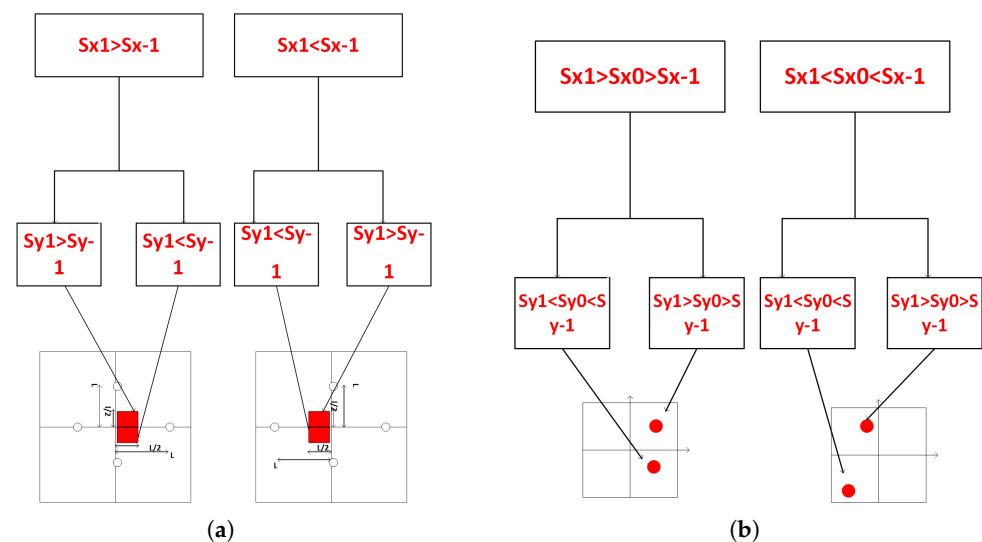 Sx1>Sx-1
Sx1<Sx-1
Sy1>Sy-
1
Sy1<Sy-
1
Sy1<Sy-
1
Sy1>Sy-
1
L
L/2
L/2
L
L
L/2
L/2
L
(a)
Sx1>Sx0>Sx-1
Sx1<Sx0<Sx-1
Sy1<Sy0<S
y-1
Sy1>Sy0>S
y-1
Sy1<Sy0<S
y-1
Sy1>Sy0>S
y-1
(b)